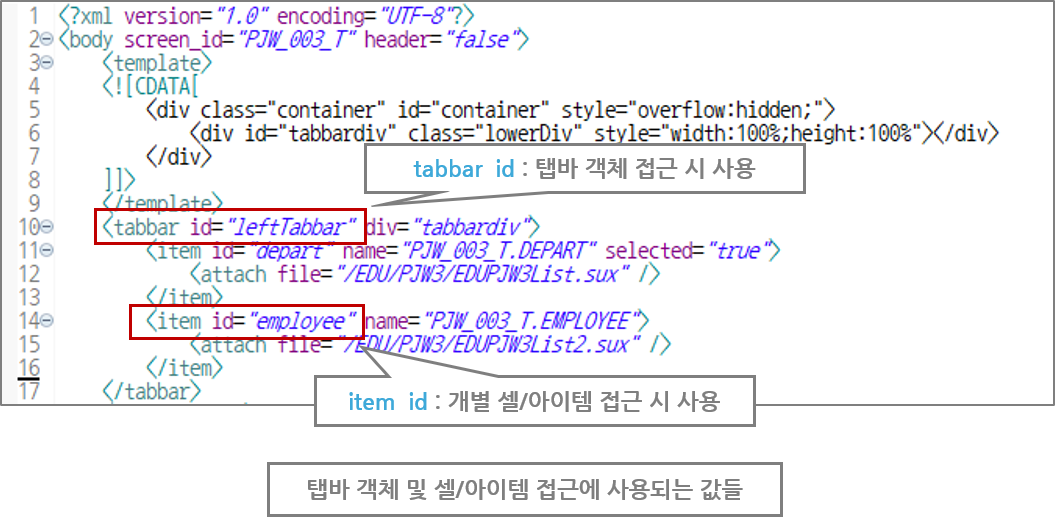 1 <?xml version="1.0" encoding="UTF-8"?>
2 <body screen_id="PJW_003_T" header="false">
3 <template>
4 <![CDATA[
5 <div class="container" id="container" style="overflow:hidden;">
6 <div id="tabbardiv" class="lowerDiv" style="width:100%;height:100%"></div>
7 </div>
tabbar id : 탭바 객체 접근 시 사용
8 ]]>
9 </template>
10 <tabbar id="leftTabbar" div="tabbardiv">
11 <item id="depart" name="PJW_003_T.DEPART" selected="true">
12 <attach file="/EDU/PJW3/EDUPJW3List.sux" />
13 </item>
14 <item id="employee" name="PJW_003_T.EMPLOYEE">
15 <attach file="/EDU/PJW3/EDUPJW3List2.sux" />
16 </item>
17 </tabbar>
item id : 개별 셀/아이템 접근 시 사용
탭바 객체 및 셀/아이템 접근에 사용되는 값들